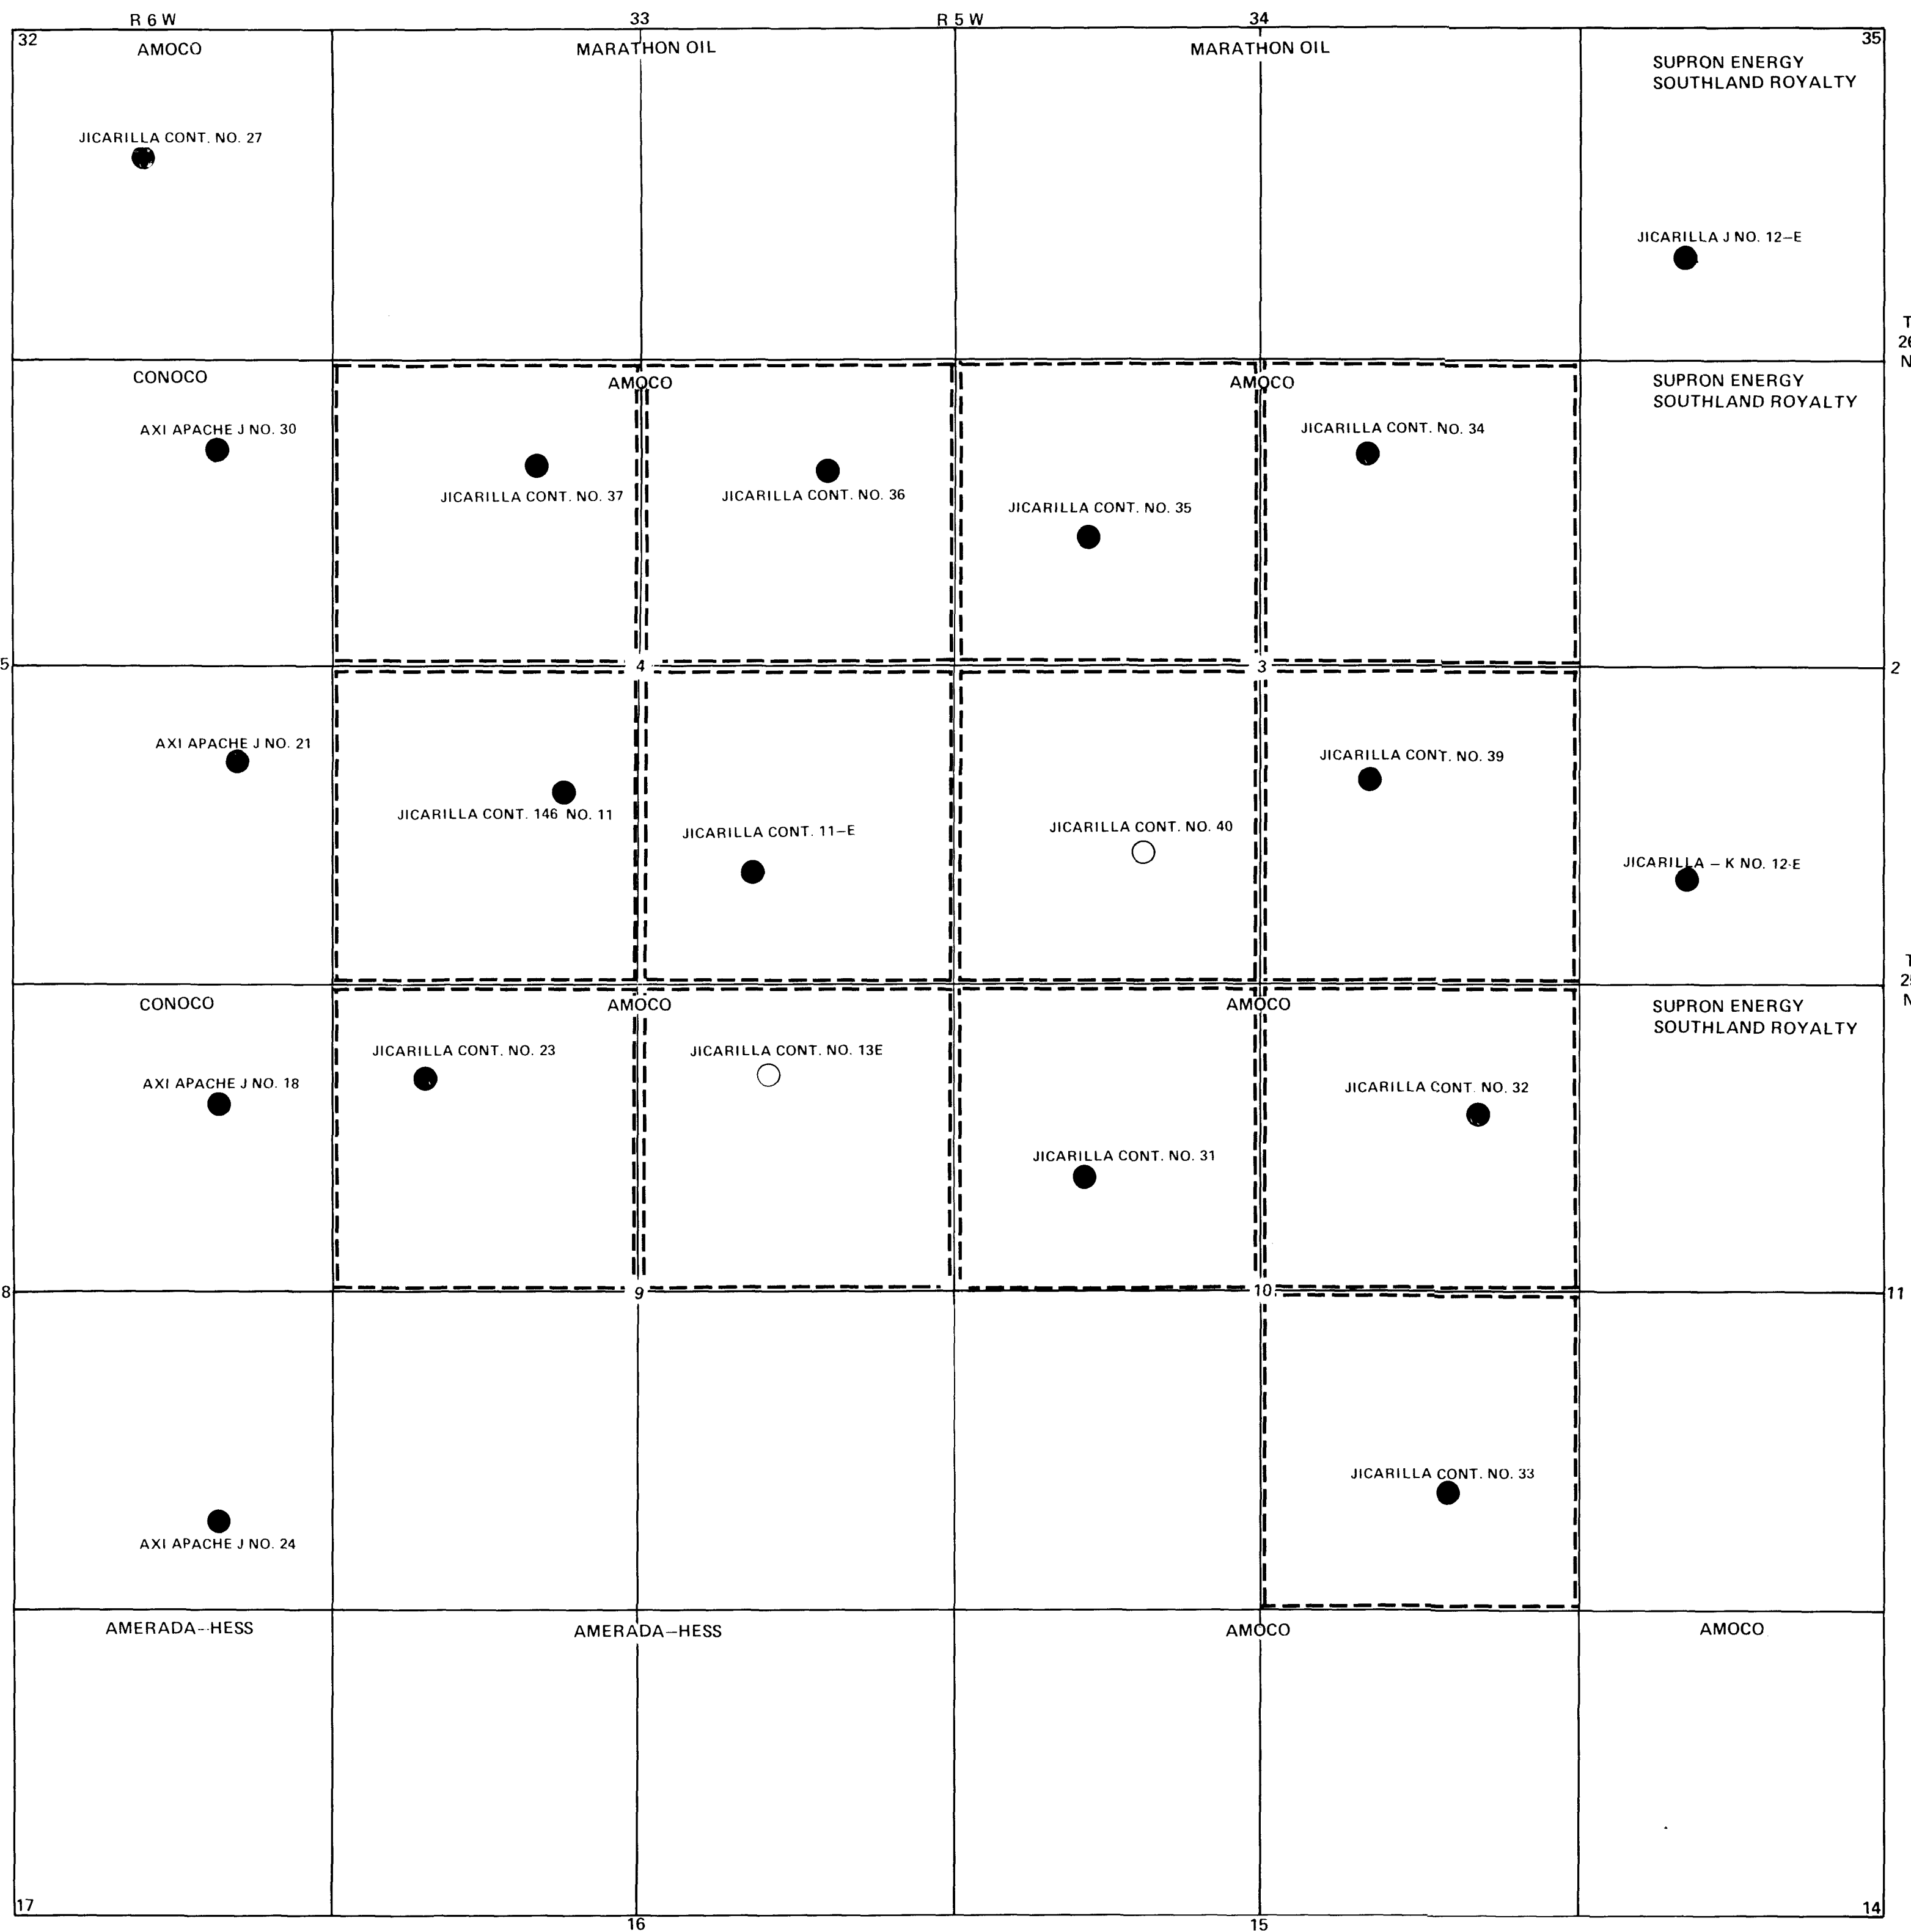 R 6 W
33
R 5 W
34
32
AMOCO
MARATHON OIL
MARATHON OIL
35
SUPRON ENERGY
SOUTHLAND ROYALTY
JICARILLA CONT. NO. 27
JICARILLA J NO. 12–E
T
26
N
CONOCO
AMOCO
AMOCO
SUPRON ENERGY
SOUTHLAND ROYALTY
AXI APACHE J NO. 30
JICARILLA CONT. NO. 34
JICARILLA CONT. NO. 37
JICARILLA CONT. NO. 36
JICARILLA CONT. NO. 35
5
4
3
2
AXI APACHE J NO. 21
JICARILLA CONT. NO. 39
JICARILLA CONT. 146 NO. 11
JICARILLA CONT. 11–E
JICARILLA CONT. NO. 40
JICARILLA – K NO. 12-E
T
25
N
CONOCO
AMOCO
AMOCO
SUPRON ENERGY
SOUTHLAND ROYALTY
JICARILLA CONT. NO. 23
JICARILLA CONT. NO. 13E
AXI APACHE J NO. 18
JICARILLA CONT. NO. 32
JICARILLA CONT. NO. 31
8
9
10
11
JICARILLA CONT. NO. 33
AXI APACHE J NO. 24
AMERADA--HESS
AMERADA–HESS
AMOCO
AMOCO
17
16
15
14